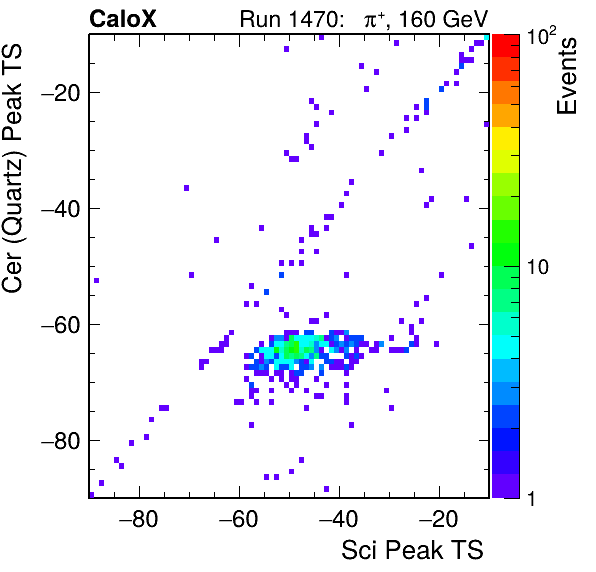 CaloX Run 1470: π⁺, 160 GeV
Cer (Quartz) Peak TS
−20
−40
−60
−80
−80 −60 −40 −20
Sci Peak TS
10²
10
1
Events